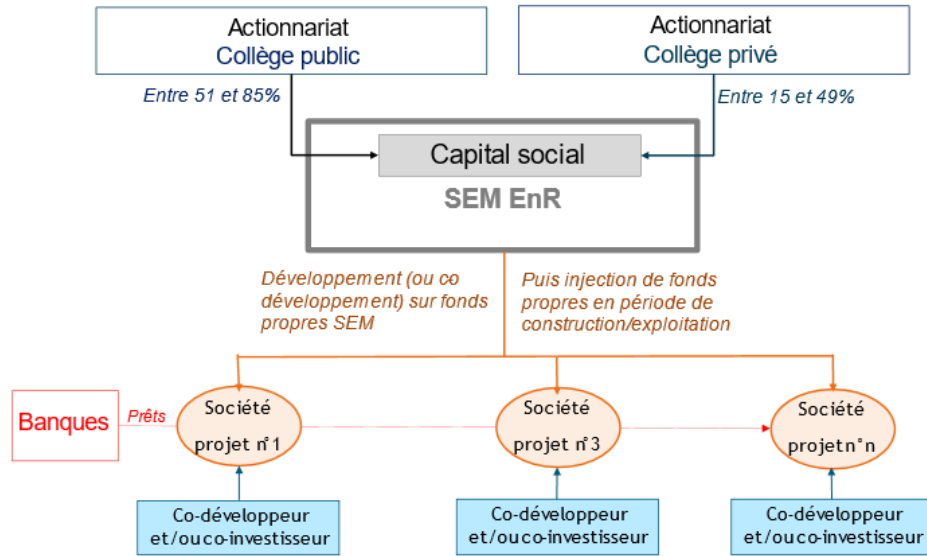 Actionnariat
Collège public
Actionnariat
Collège privé
Entre 51 et 85%
Entre 15 et 49%
Capital social
SEM EnR
Développement (ou co-
développement) sur fonds
propres SEM
Puis injection de fonds
propres en période de
construction/exploitation
Banques
Prêts
Société
projet n°1
Société
projet n°3
Société
projet n°n
Co-développeur
et/ou co-investisseur
Co-développeur
et/ou co-investisseur
Co-développeur
et/ou co-investisseur